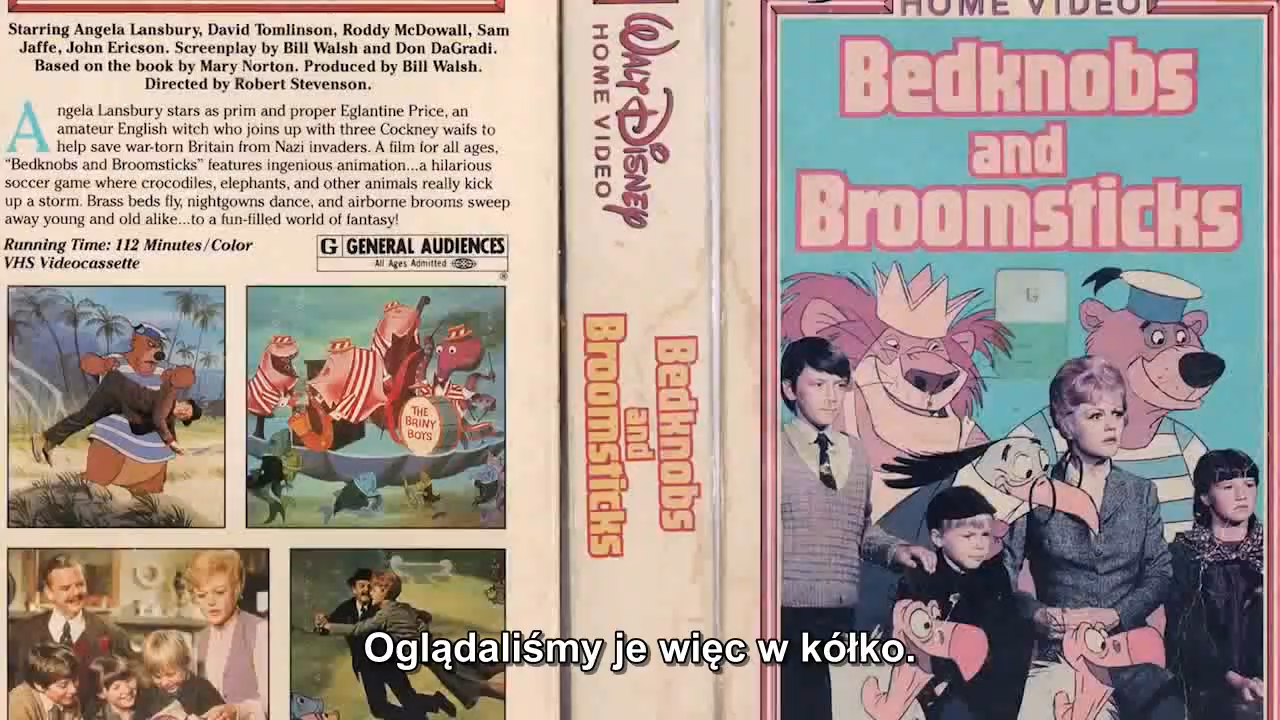 Starring Angela Lansbury, David Tomlinson, Roddy McDowall, Sam
Jaffe, John Ericson. Screenplay by Bill Walsh and Don DaGradi.
Based on the book by Mary Norton. Produced by Bill Walsh.
Directed by Robert Stevenson.
Angela Lansbury stars as prim and proper Eglantine Price, an
amateur English witch who joins up with three Cockney waifs to
help save war-torn Britain from Nazi invaders. A film for all ages,
"Bedknobs and Broomsticks" features ingenious animation...a hilarious
soccer game where crocodiles, elephants, and other animals really kick
up a storm. Brass beds fly, nightgowns dance, and airborne brooms sweep
away young and old alike...to a fun-filled world of fantasy!
Running Time: 112 Minutes/Color
VHS Videocassette
G GENERAL AUDIENCES
All Ages Admitted
®
THE
BRINY
BOYS
WALT DISNEY
HOME VIDEO
Bedknobs
and
Broomsticks
HOME VIDEO
Bedknobs
and
Broomsticks
G
Oglądaliśmy je więc w kółko.